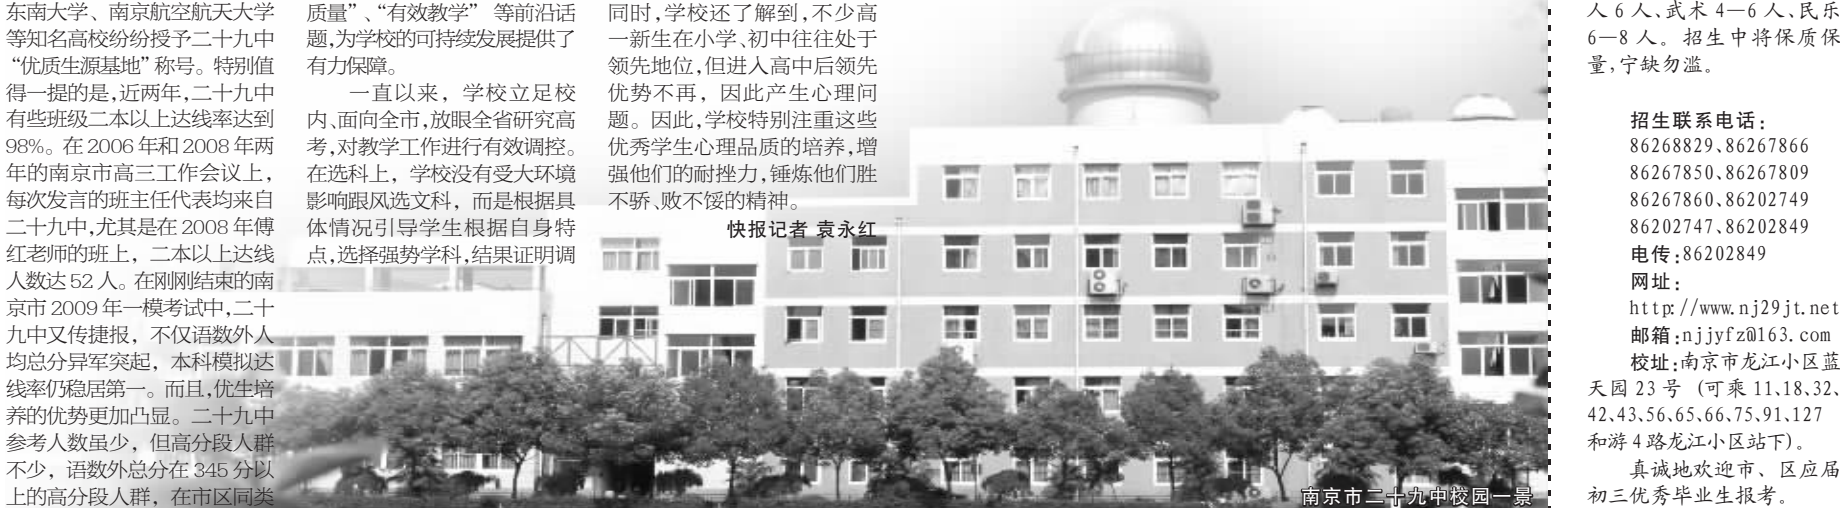 东南大学、南京航空航天大学
等知名高校纷纷授予二十九中
“优质生源基地”称号。特别值
得一提的是,近两年,二十九中
有些班级二本以上达线率达到
98%。在2006年和2008年两
年的南京市高三工作会议上，
每次发言的班主任代表均来自
二十九中,尤其是在2008年傅
红老师的班上，二本以上达线
人数达52人。在刚刚结束的南
京市2009年一模考试中,二十
九中又传捷报，不仅语数外人
均总分异军突起，本科模拟达
线率仍稳居第一。而且,优生培
养的优势更加凸显。二十九中
参考人数虽少，但高分段人群
不少，语数外总分在345分以
上的高分段人群，在市区同类
质量”、“有效教学”等前沿话
题,为学校的可持续发展提供了
有力保障。
一直以来，学校立足校
内、面向全市,放眼全省研究高
考,对教学工作进行有效调控。
在选科上，学校没有受大环境
影响跟风选文科，而是根据具
体情况引导学生根据自身特
点,选择强势学科,结果证明调
同时,学校还了解到,不少高
一新生在小学、初中往往处于
领先地位,但进入高中后领先
优势不再，因此产生心理问
题。因此,学校特别注重这些
优秀学生心理品质的培养,增
强他们的耐挫力,锤炼他们胜
不骄、败不馁的精神。
快报记者 袁永红
南京市二十九中校园一景
人6人、武术4—6人、民乐
6—8人。招生中将保质保
量,宁缺勿滥。
招生联系电话:
86268829、86267866
86267850、86267809
86267860、86202749
86202747、86202849
电传:86202849
网址:
http://www.nj29jt.net
邮箱:njjyfz@163.com
校址:南京市龙江小区蓝
天园23号 (可乘11、18、32、
42、43、56、65、66、75、91、127
和游4路龙江小区站下)。
真诚地欢迎市、区应届
初三优秀毕业生报考。